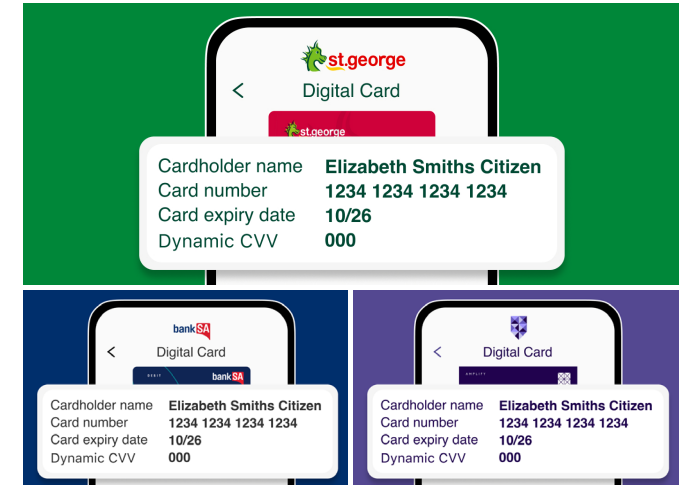 st.george
Digital Card
st.george
Cardholder name Elizabeth Smiths Citizen
Card number 1234 1234 1234 1234
Card expiry date 10/26
Dynamic CVV 000
bankSA
Digital Card
DEBIT bankSA
Cardholder name Elizabeth Smiths Citizen
Card number 1234 1234 1234 1234
Card expiry date 10/26
Dynamic CVV 000
Digital Card
AMPLIFY
Cardholder name Elizabeth Smiths Citizen
Card number 1234 1234 1234 1234
Card expiry date 10/26
Dynamic CVV 000